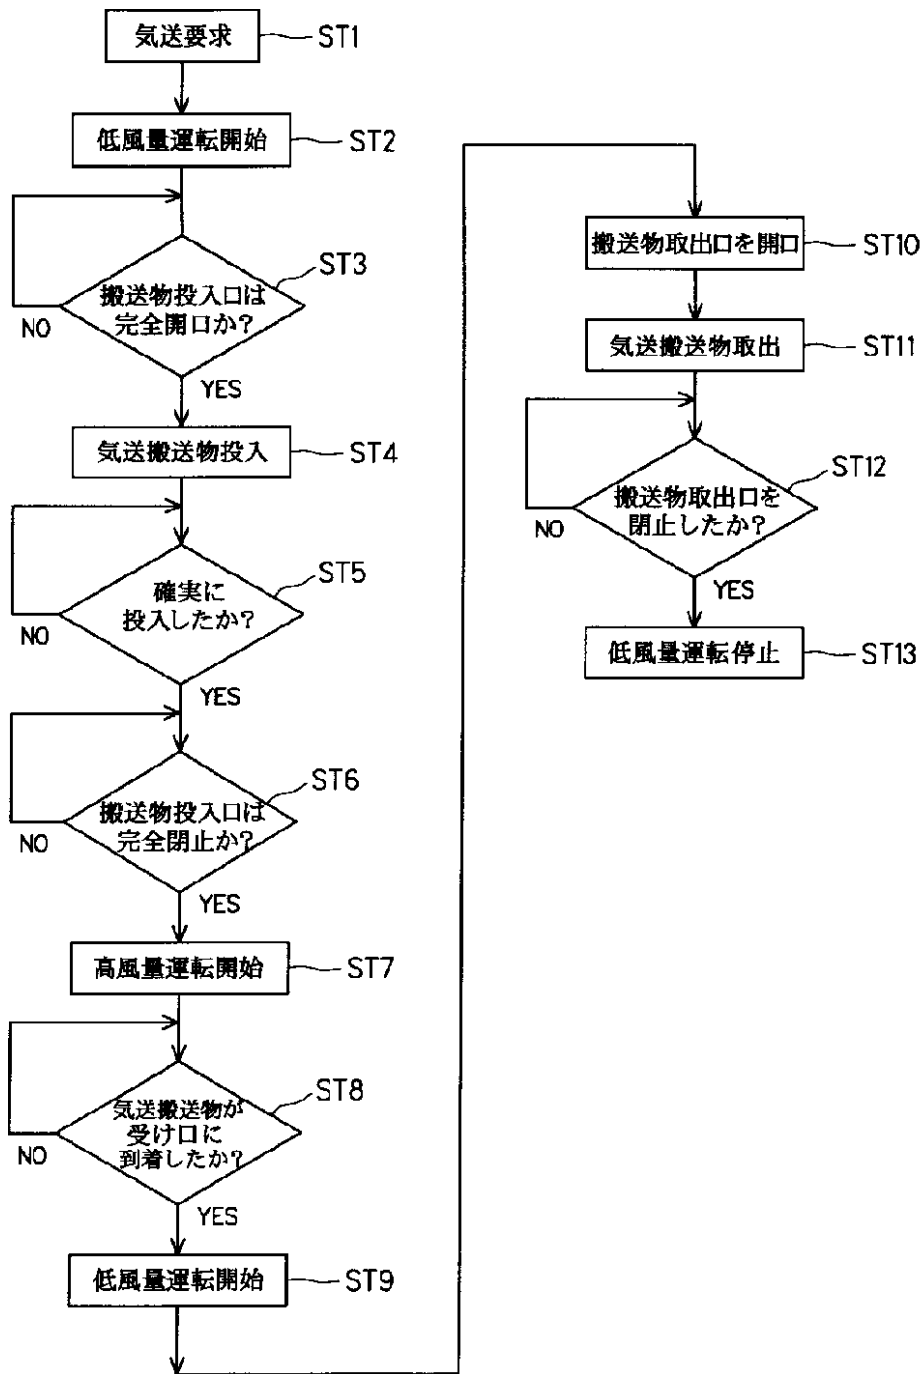 気送要求
ST1
低風量運転開始
ST2
ST3
搬送物投入口は
完全開口か?
NO
YES
気送搬送物投入
ST4
ST5
確実に
投入したか?
NO
YES
ST6
搬送物投入口は
完全閉止か?
NO
YES
高風量運転開始
ST7
ST8
気送搬送物が
受け口に
到着したか?
NO
YES
低風量運転開始
ST9
搬送物取出口を開口
ST10
気送搬送物取出
ST11
ST12
搬送物取出口を
閉止したか?
NO
YES
低風量運転停止
ST13